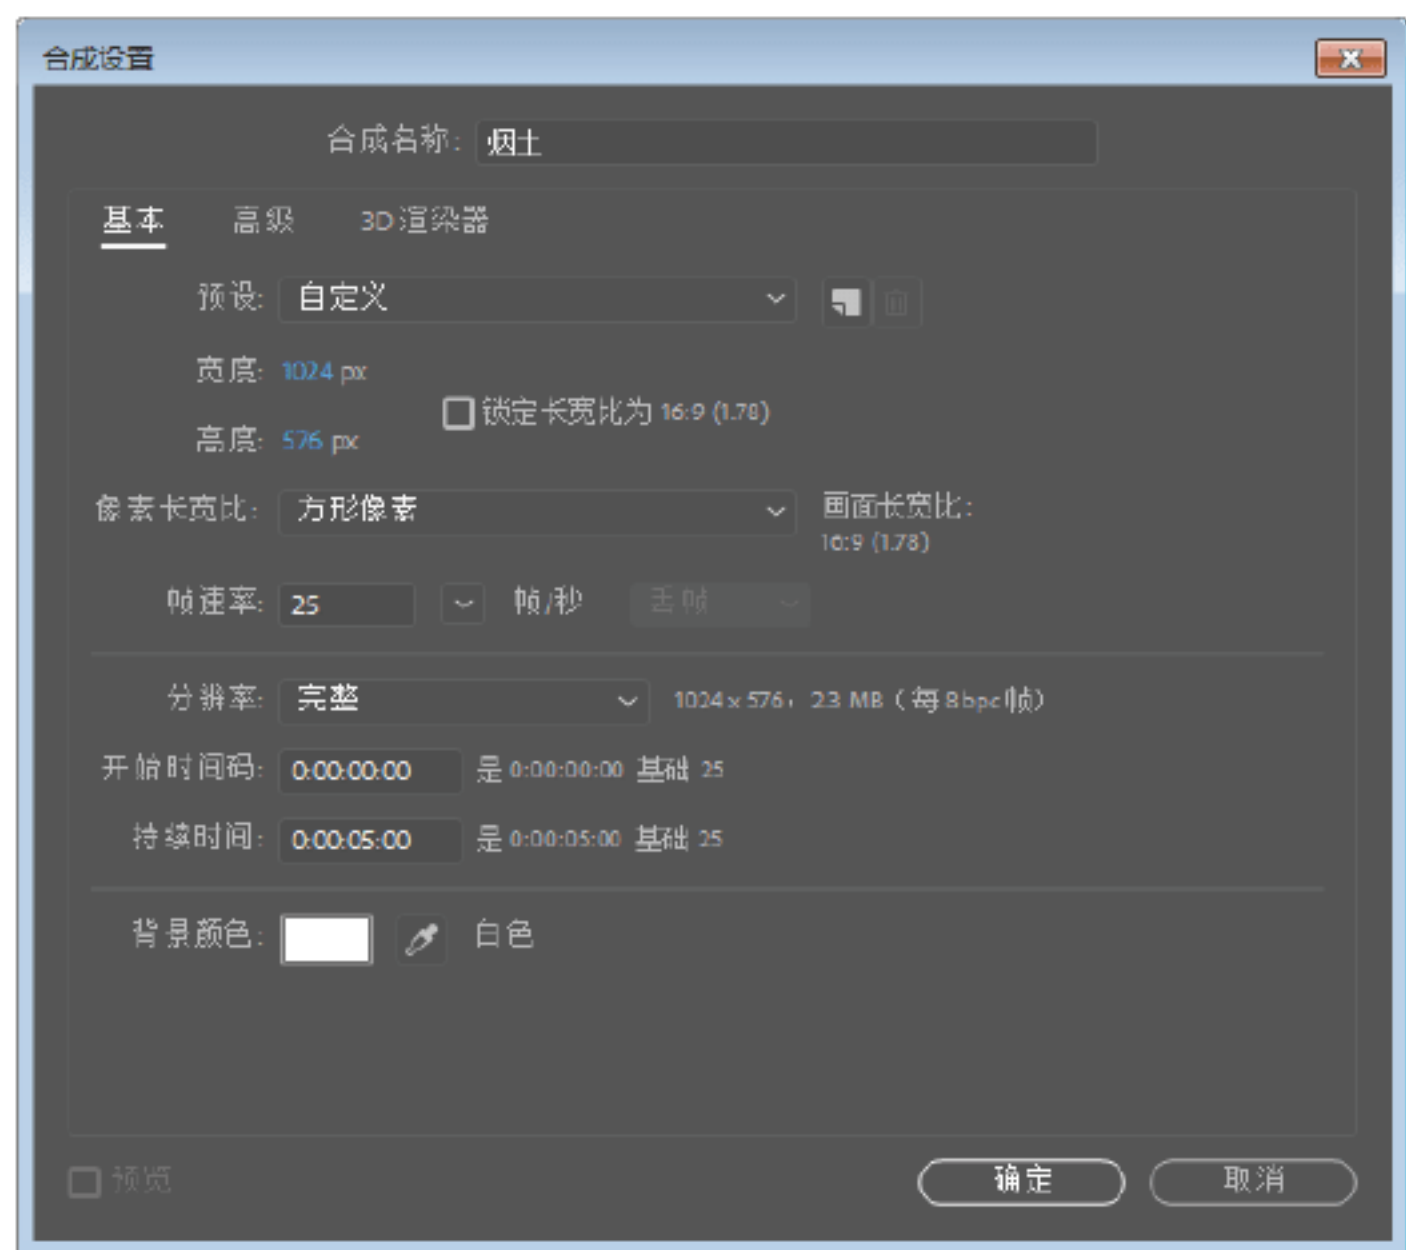 合成设置
合成名称: 烟土
基本 高级 3D 渲染器
预设: 自定义
宽度: 1024 px
锁定长宽比为 16:9 (1.78)
高度: 576 px
像素长宽比: 方形像素 画面长宽比:
16:9 (1.78)
帧速率: 25 帧/秒 丢帧
分辨率: 完整 1024 x 576, 2.3 MB (每 8bpc 帧)
开始时间码: 0:00:00:00 是 0:00:00:00 基础 25
持续时间: 0:00:05:00 是 0:00:05:00 基础 25
背景颜色: 白色
预览 确定 取消